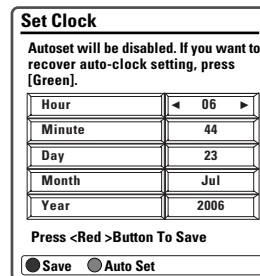 Set Clock
Autoset will be disabled. If you want to
recover auto-clock setting, press
[Green].
Hour ◄ 06 ►
Minute 44
Day 23
Month Jul
Year 2006
Press <Red >Button To Save
Save Auto Set